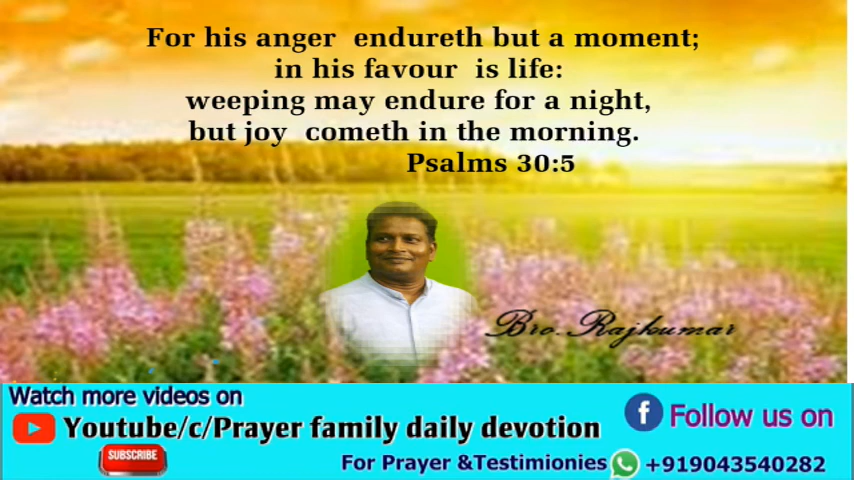 For his anger endureth but a moment;
in his favour is life:
weeping may endure for a night,
but joy cometh in the morning.
Psalms 30:5
Bro. Rajkumar
Watch more videos on
Youtube/c/Prayer family daily devotion
SUBSCRIBE
f Follow us on
For Prayer &Testimionies +919043540282